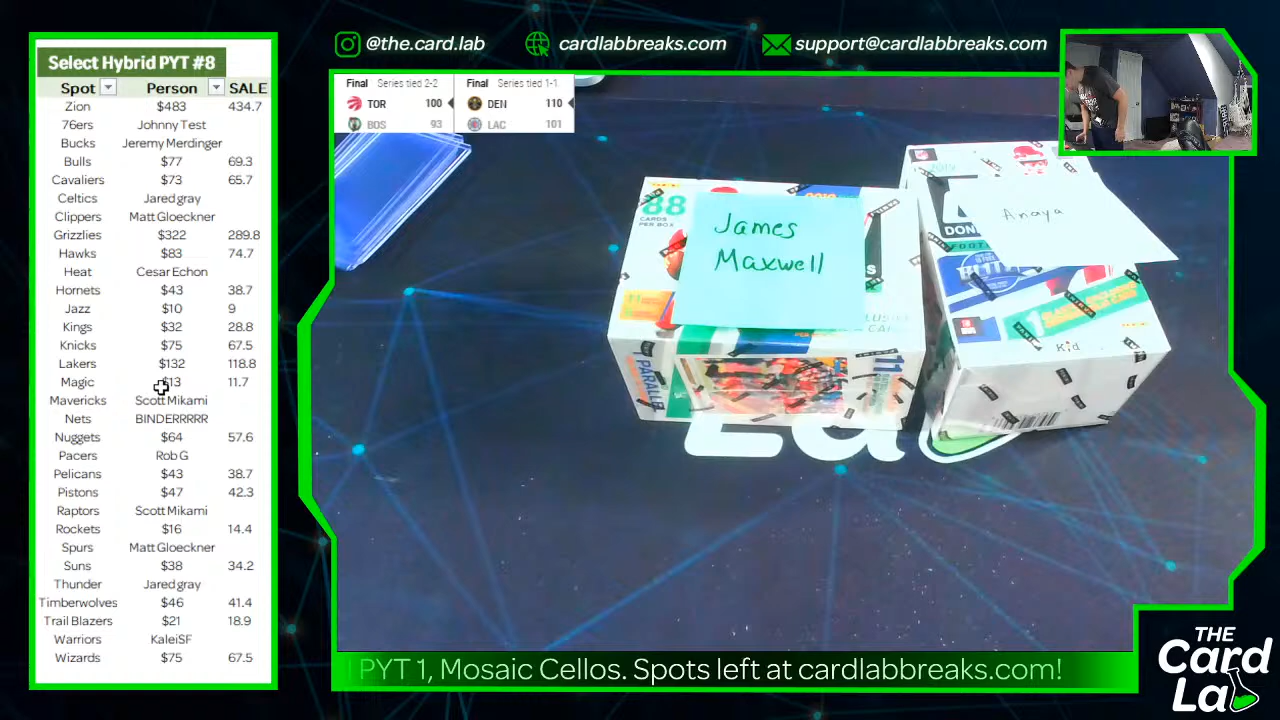 Select Hybrid PYT #8
Spot Person SALE
Zion $483 434.7
76ers Johnny Test
Bucks Jeremy Merdinger
Bulls $77 69.3
Cavaliers $73 65.7
Celtics Jared gray
Clippers Matt Gloeckner
Grizzlies $322 289.8
Hawks $83 74.7
Heat Cesar Echon
Hornets $43 38.7
Jazz $10 9
Kings $32 28.8
Knicks $75 67.5
Lakers $132 118.8
Magic $13 11.7
Mavericks Scott Mikami
Nets BINDERRRRR
Nuggets $64 57.6
Pacers Rob G
Pelicans $43 38.7
Pistons $47 42.3
Raptors Scott Mikami
Rockets $16 14.4
Spurs Matt Gloeckner
Suns $38 34.2
Thunder Jared gray
Timberwolves $46 41.4
Trail Blazers $21 18.9
Warriors KaleiSF
Wizards $75 67.5
@the.card.lab cardlabbreaks.com support@cardlabbreaks.com
Final Series tied 2-2
TOR 100
BOS 93
Final Series tied 1-1
DEN 110
LAC 101
88
CARDS
PER BOX
James
Maxwell
Anaya
DON
Kid
PYT 1, Mosaic Cellos. Spots left at cardlabbreaks.com!
THE
Card
La